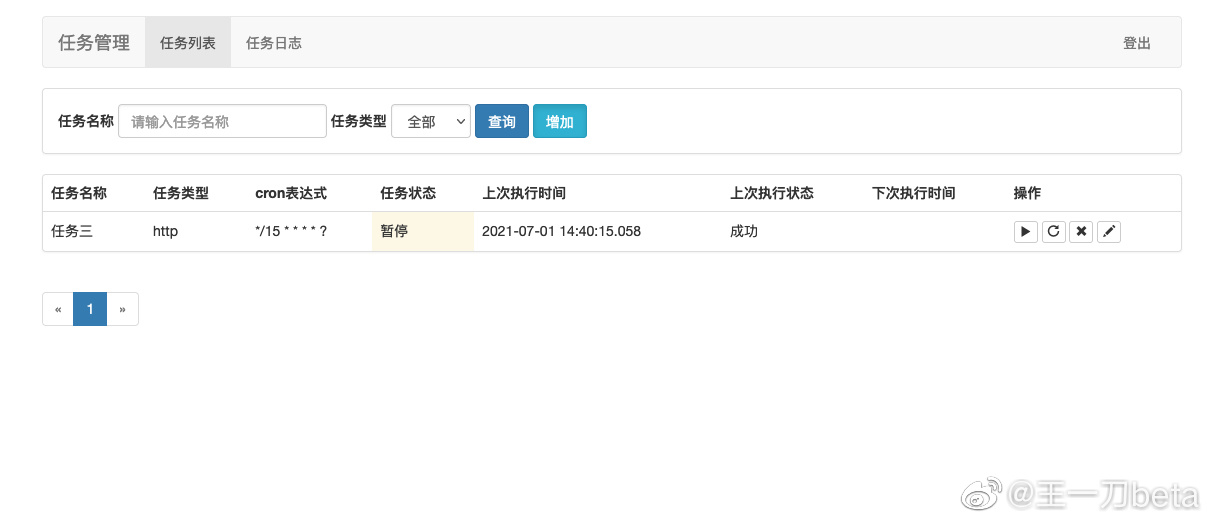 任务管理 任务列表 任务日志 登出
任务名称 请输入任务名称 任务类型 全部 查询 增加
任务名称 任务类型 cron表达式 任务状态 上次执行时间 上次执行状态 下次执行时间 操作
任务三 http */15 * * * * ? 暂停 2021-07-01 14:40:15.058 成功
« 1 »
@王一刀beta